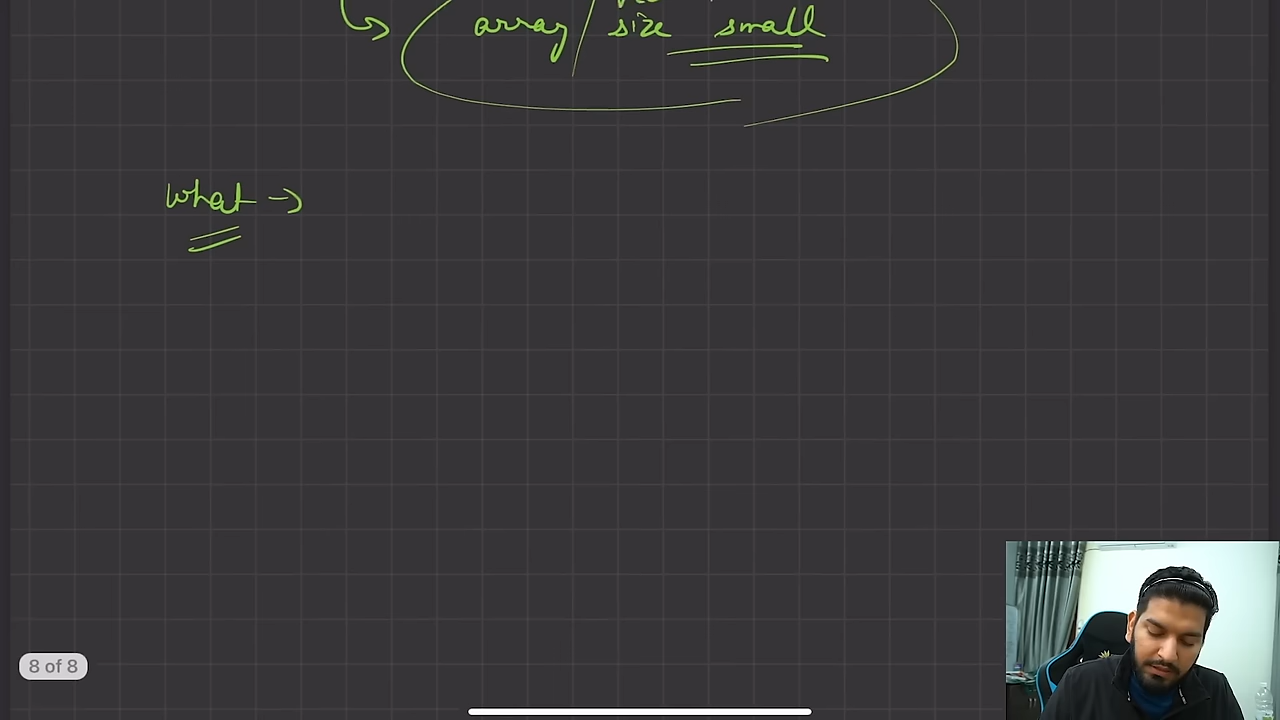 array/ size small
what →
8 of 8